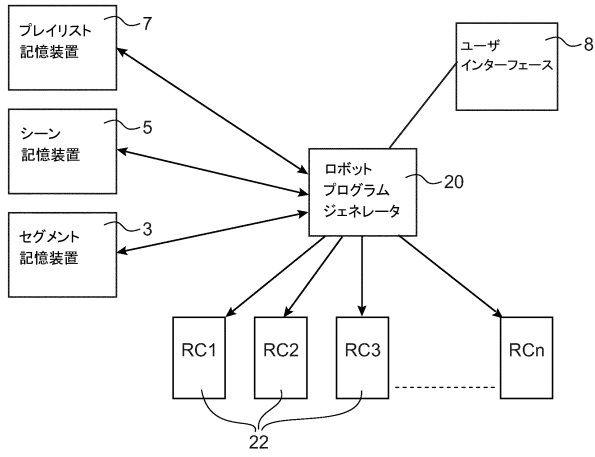 プレイリスト
記憶装置
7
ユーザ
インターフェース
8
シーン
記憶装置
5
ロボット
プログラム
ジェネレータ
20
セグメント
記憶装置
3
RC1
RC2
RC3
RCn
22